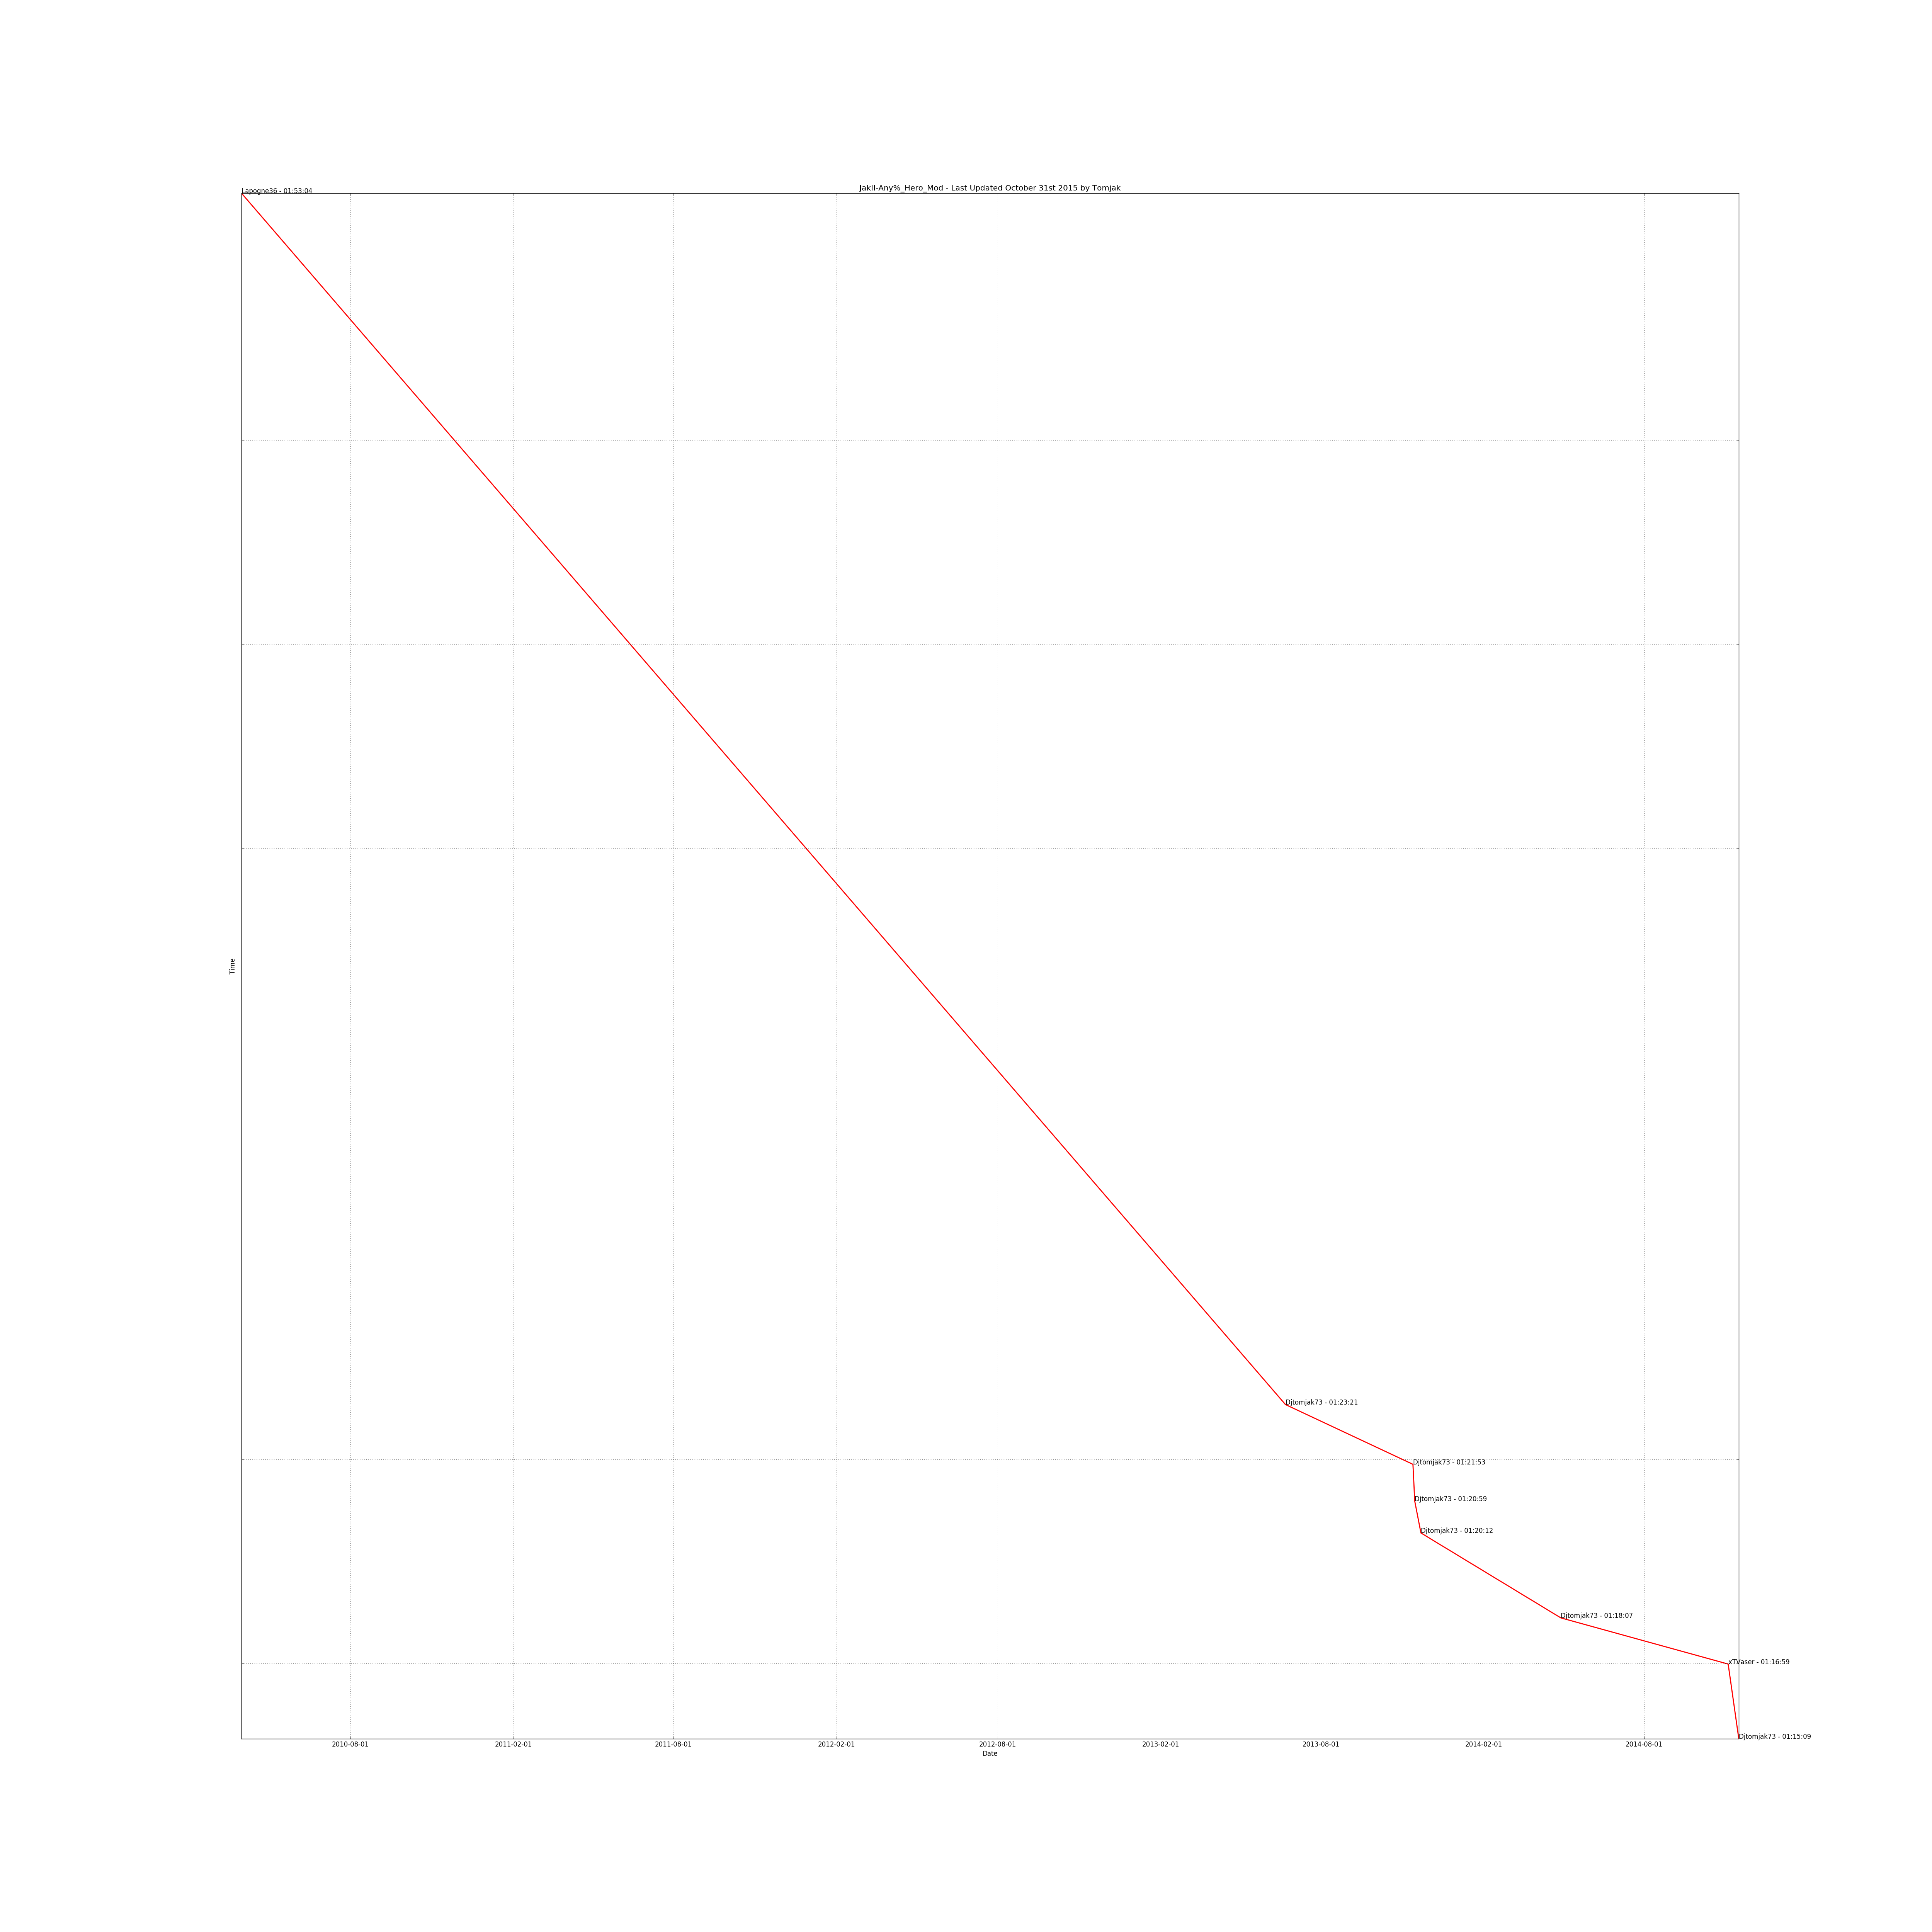 JakII-Any%_Hero_Mod - Last Updated October 31st 2015 by Tomjak
Lapogne36 - 01:53:04
Time
Djtomjak73 - 01:23:21
Djtomjak73 - 01:21:53
Djtomjak73 - 01:20:59
Djtomjak73 - 01:20:12
Djtomjak73 - 01:18:07
xTVaser - 01:16:59
Djtomjak73 - 01:15:09
2010-08-01 2011-02-01 2011-08-01 2012-02-01 2012-08-01 2013-02-01 2013-08-01 2014-02-01 2014-08-01
Date